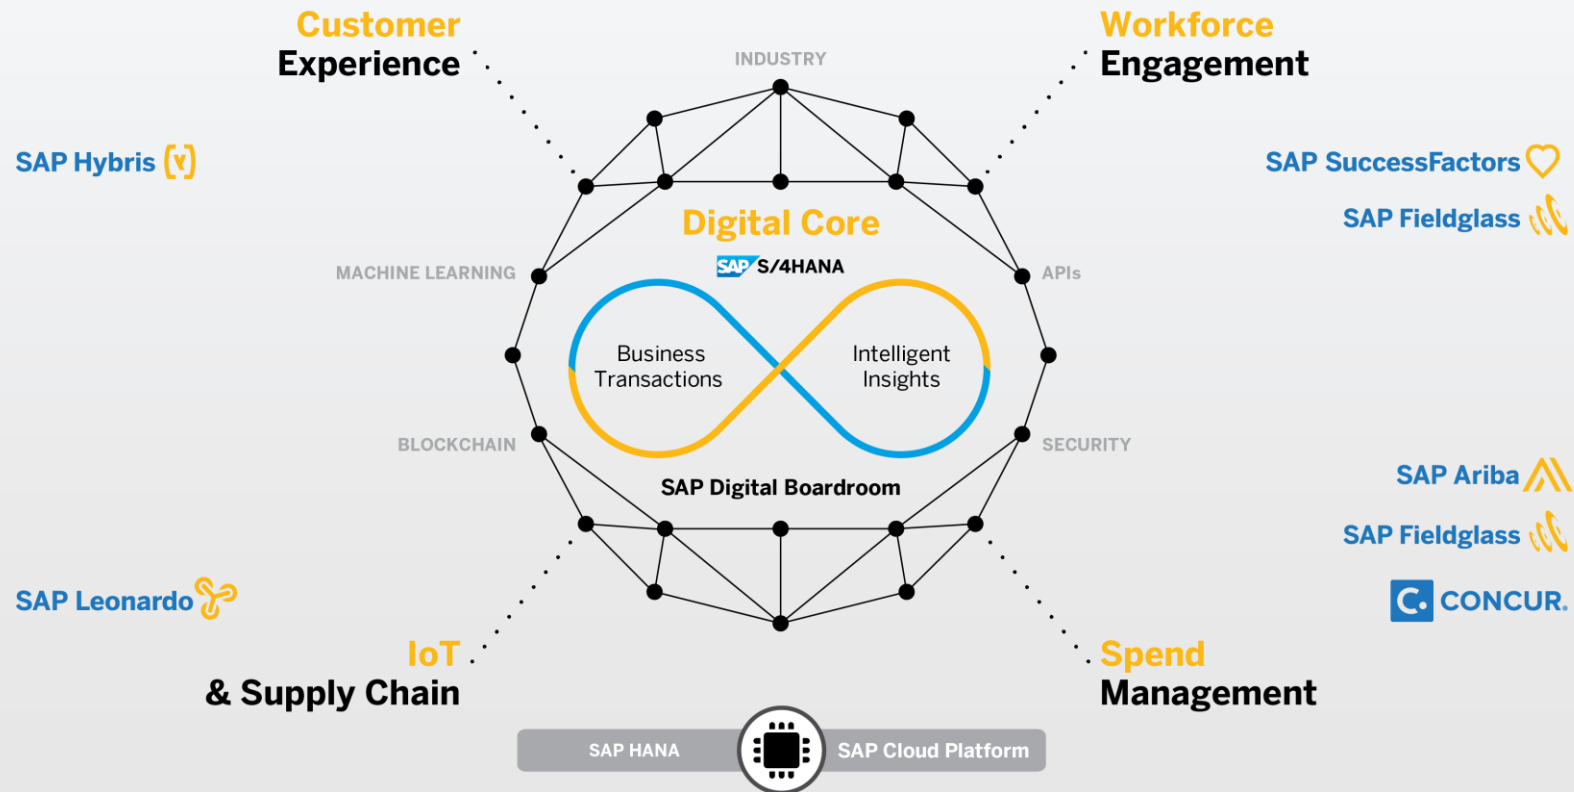 Customer
Experience
Workforce
Engagement
INDUSTRY
SAP Hybris
SAP SuccessFactors
SAP Fieldglass
Digital Core
SAP S/4HANA
MACHINE LEARNING
APIs
Business
Transactions
Intelligent
Insights
BLOCKCHAIN
SECURITY
SAP Digital Boardroom
SAP Ariba
SAP Fieldglass
SAP Leonardo
C. CONCUR.
IoT
& Supply Chain
Spend
Management
SAP HANA
SAP Cloud Platform